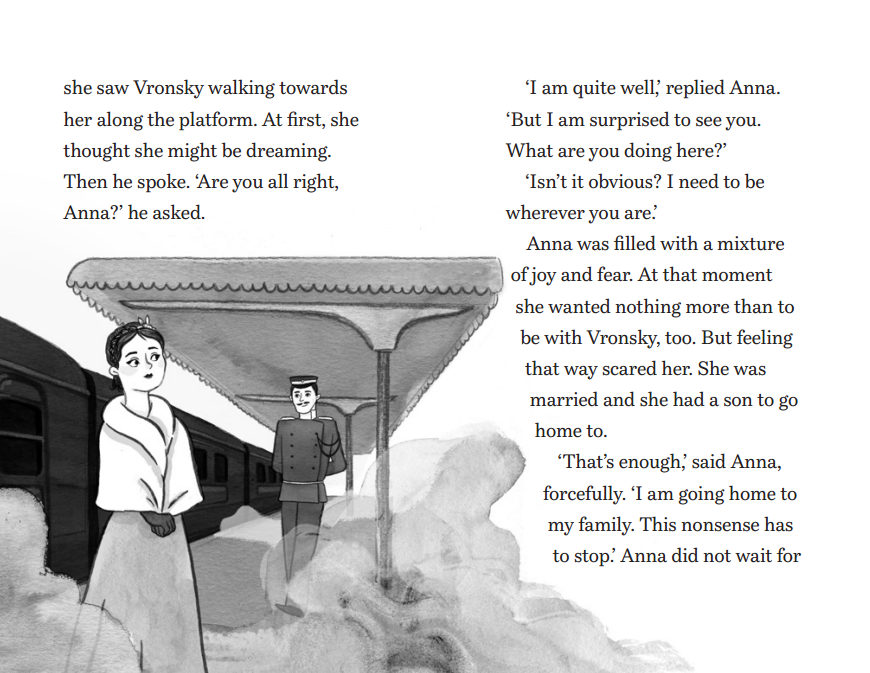 she saw Vronsky walking towards
her along the platform. At first, she
thought she might be dreaming.
Then he spoke. ‘Are you all right,
Anna?’ he asked.
‘I am quite well,’ replied Anna.
‘But I am surprised to see you.
What are you doing here?’
‘Isn’t it obvious? I need to be
wherever you are.’
Anna was filled with a mixture
of joy and fear. At that moment
she wanted nothing more than to
be with Vronsky, too. But feeling
that way scared her. She was
married and she had a son to go
home to.
‘That’s enough,’ said Anna,
forcefully. ‘I am going home to
my family. This nonsense has
to stop.’ Anna did not wait for